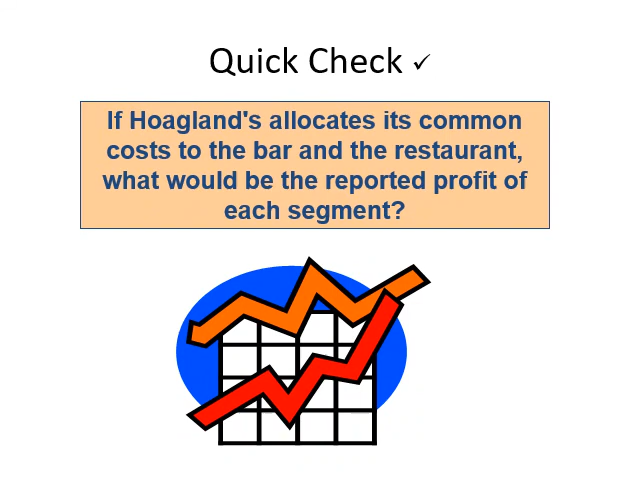 Quick Check ✓
If Hoagland's allocates its common
costs to the bar and the restaurant,
what would be the reported profit of
each segment?